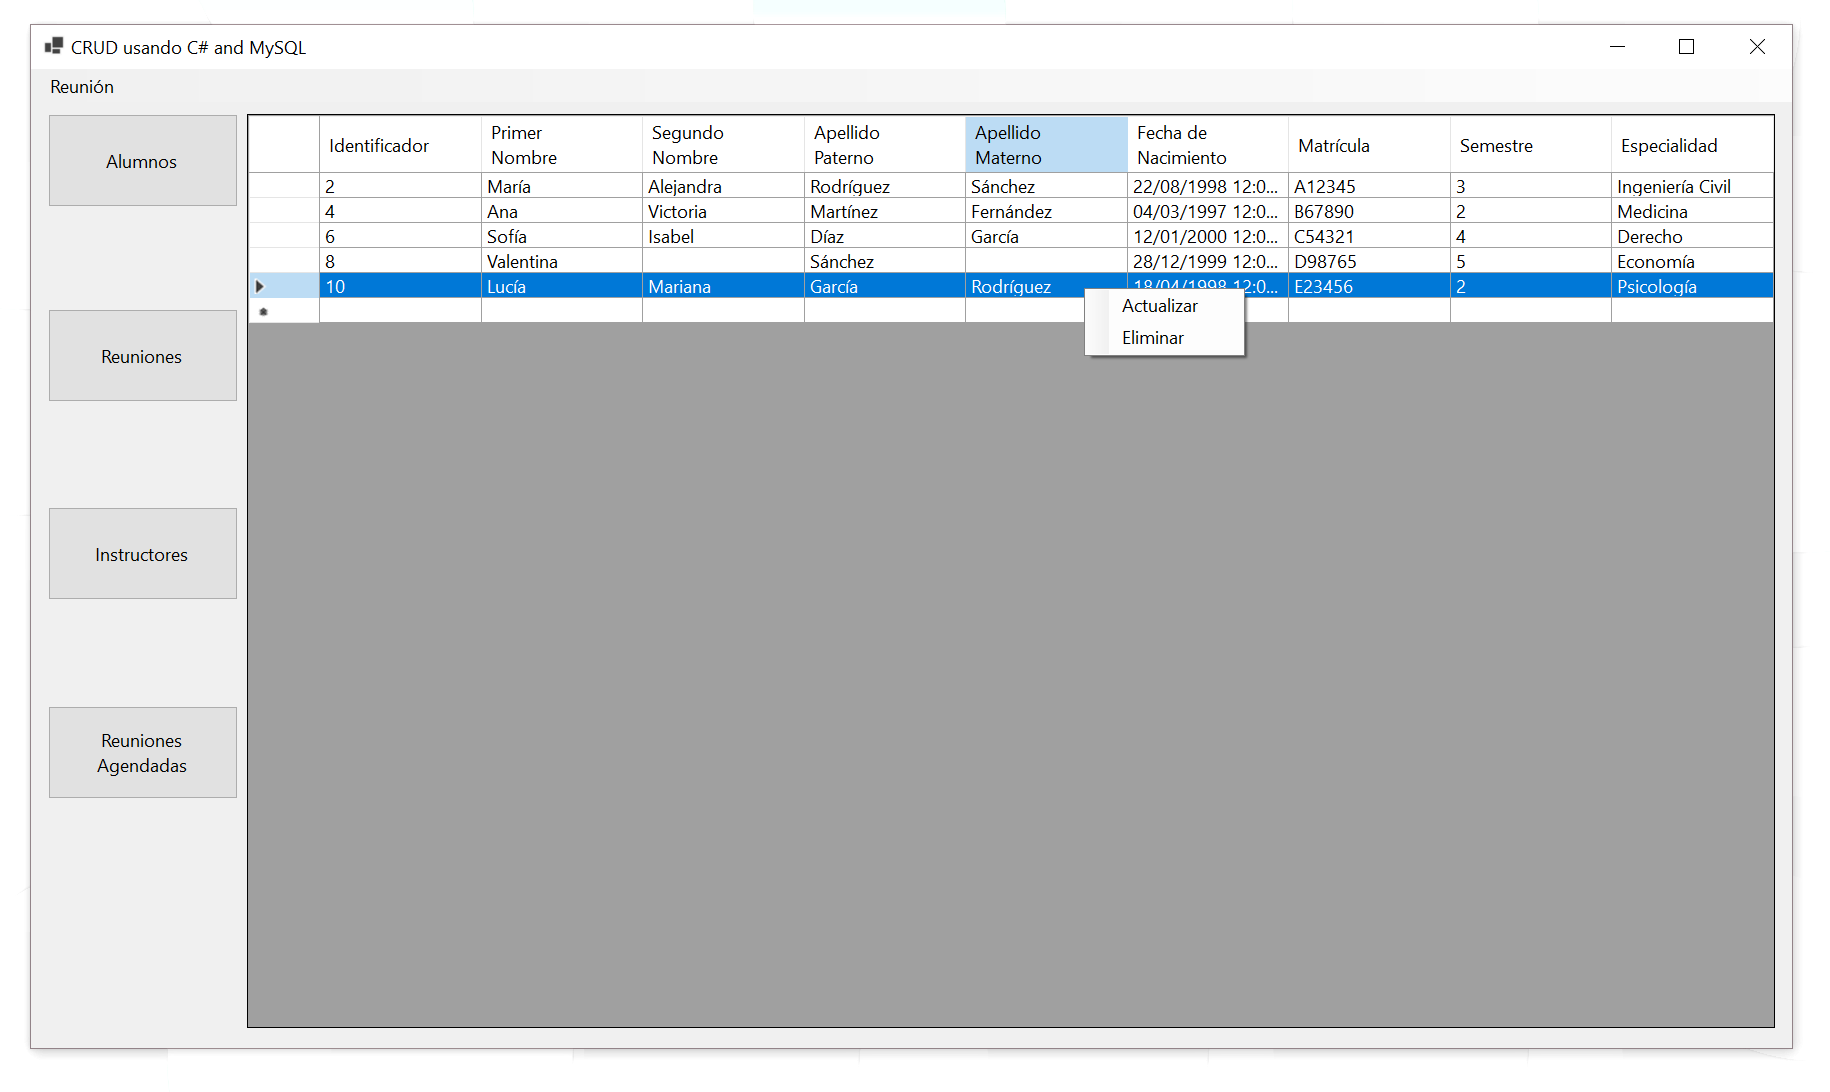 CRUD usando C# and MySQL
Reunión
Alumnos
Reuniones
Instructores
Reuniones
Agendadas
Identificador Primer Nombre Segundo Nombre Apellido Paterno Apellido Materno Fecha de Nacimiento Matrícula Semestre Especialidad
2 María Alejandra Rodríguez Sánchez 22/08/1998 12:0... A12345 3 Ingeniería Civil
4 Ana Victoria Martínez Fernández 04/03/1997 12:0... B67890 2 Medicina
6 Sofía Isabel Díaz García 12/01/2000 12:0... C54321 4 Derecho
8 Valentina Sánchez 28/12/1999 12:0... D98765 5 Economía
10 Lucía Mariana García Rodríguez 18/04/1998 12:0... E23456 2 Psicología
Actualizar
Eliminar